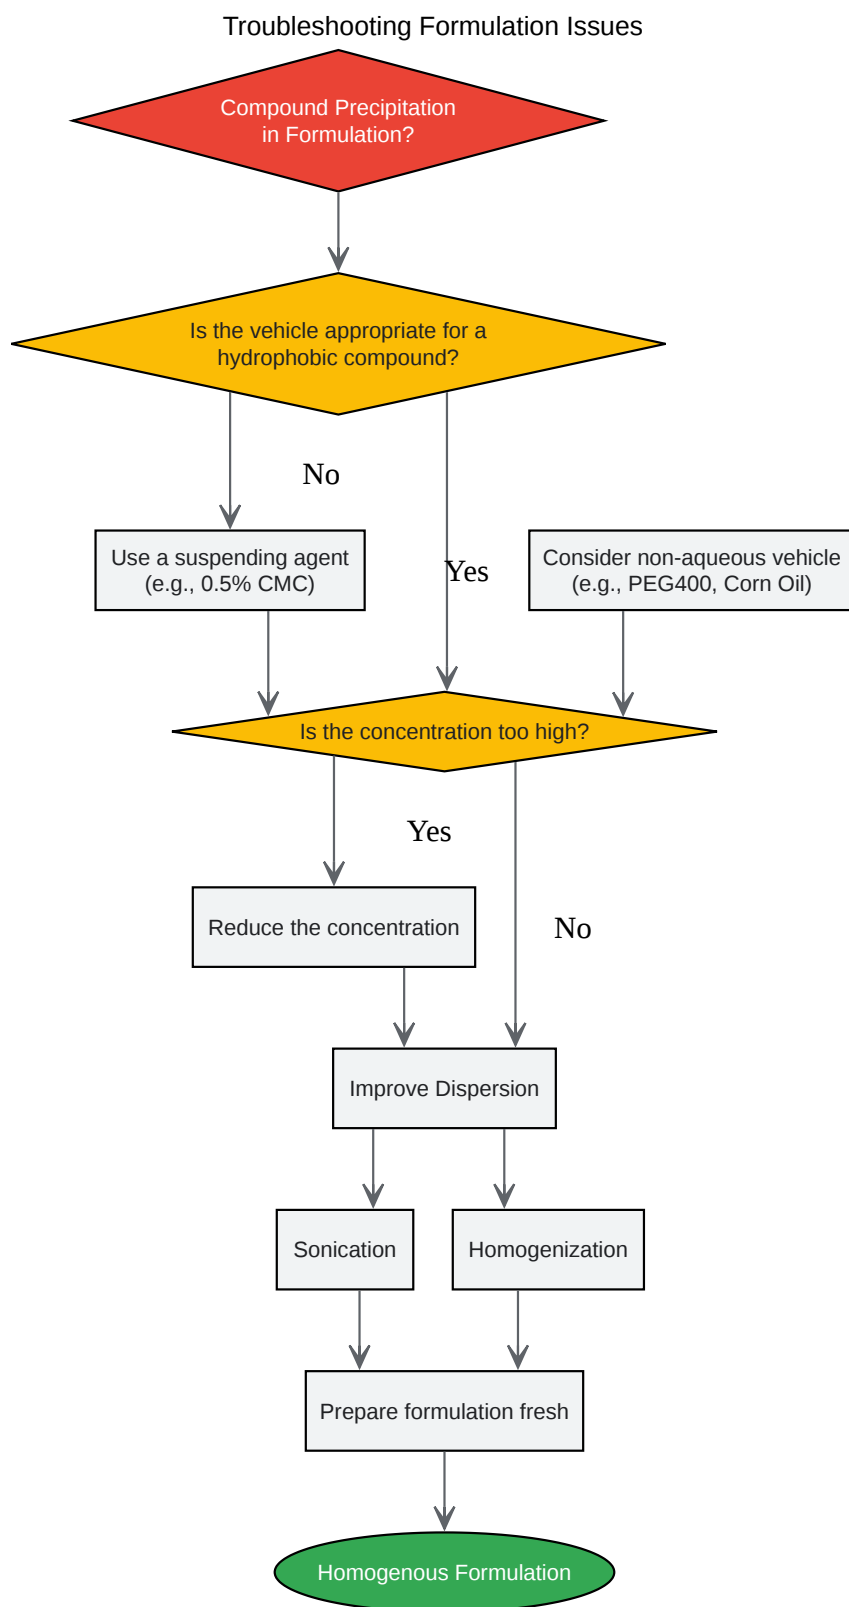 Troubleshooting Formulation Issues
Compound Precipitation
in Formulation?
Is the vehicle appropriate for a
hydrophobic compound?
No
Yes
Use a suspending agent
(e.g., 0.5% CMC)
Consider non-aqueous vehicle
(e.g., PEG400, Corn Oil)
Is the concentration too high?
Yes
No
Reduce the concentration
Improve Dispersion
Sonication
Homogenization
Prepare formulation fresh
Homogenous Formulation